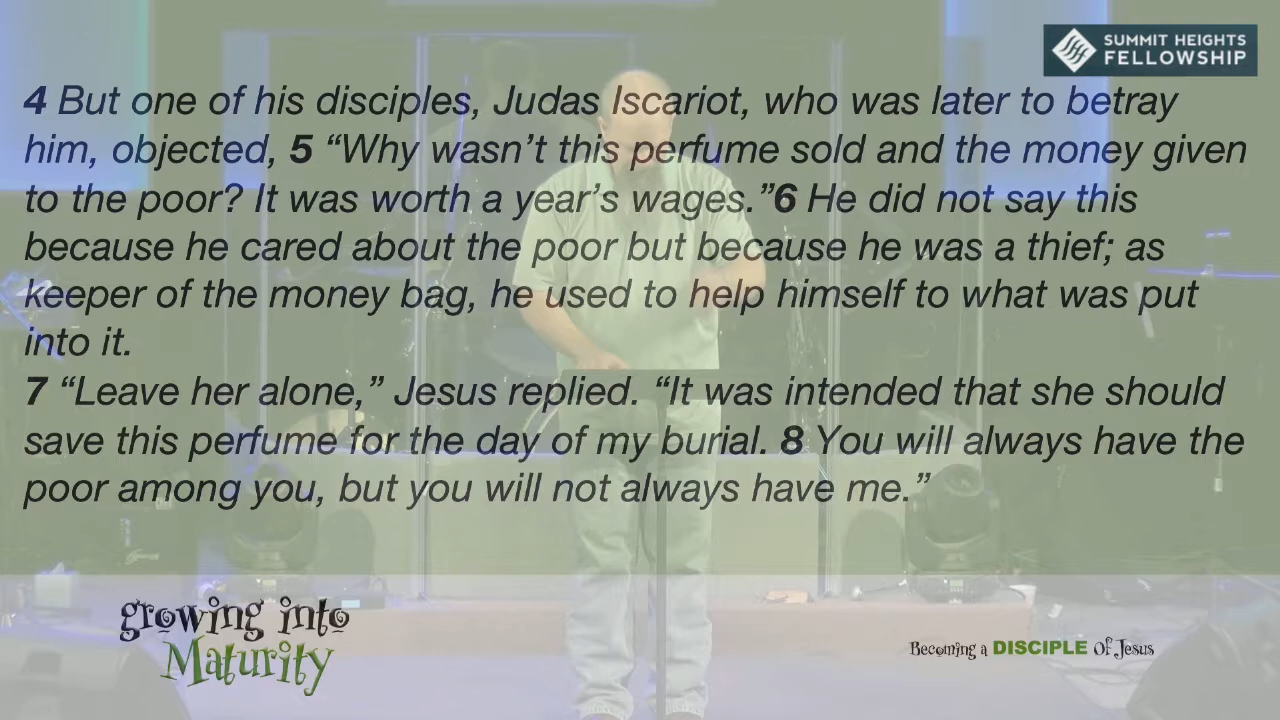 SUMMIT HEIGHTS
FELLOWSHIP
4 But one of his disciples, Judas Iscariot, who was later to betray
him, objected, 5 “Why wasn’t this perfume sold and the money given
to the poor? It was worth a year’s wages.”6 He did not say this
because he cared about the poor but because he was a thief; as
keeper of the money bag, he used to help himself to what was put
into it.
7 “Leave her alone,” Jesus replied. “It was intended that she should
save this perfume for the day of my burial. 8 You will always have the
poor among you, but you will not always have me.”
growing into
Maturity
Becoming a DISCIPLE Of Jesus